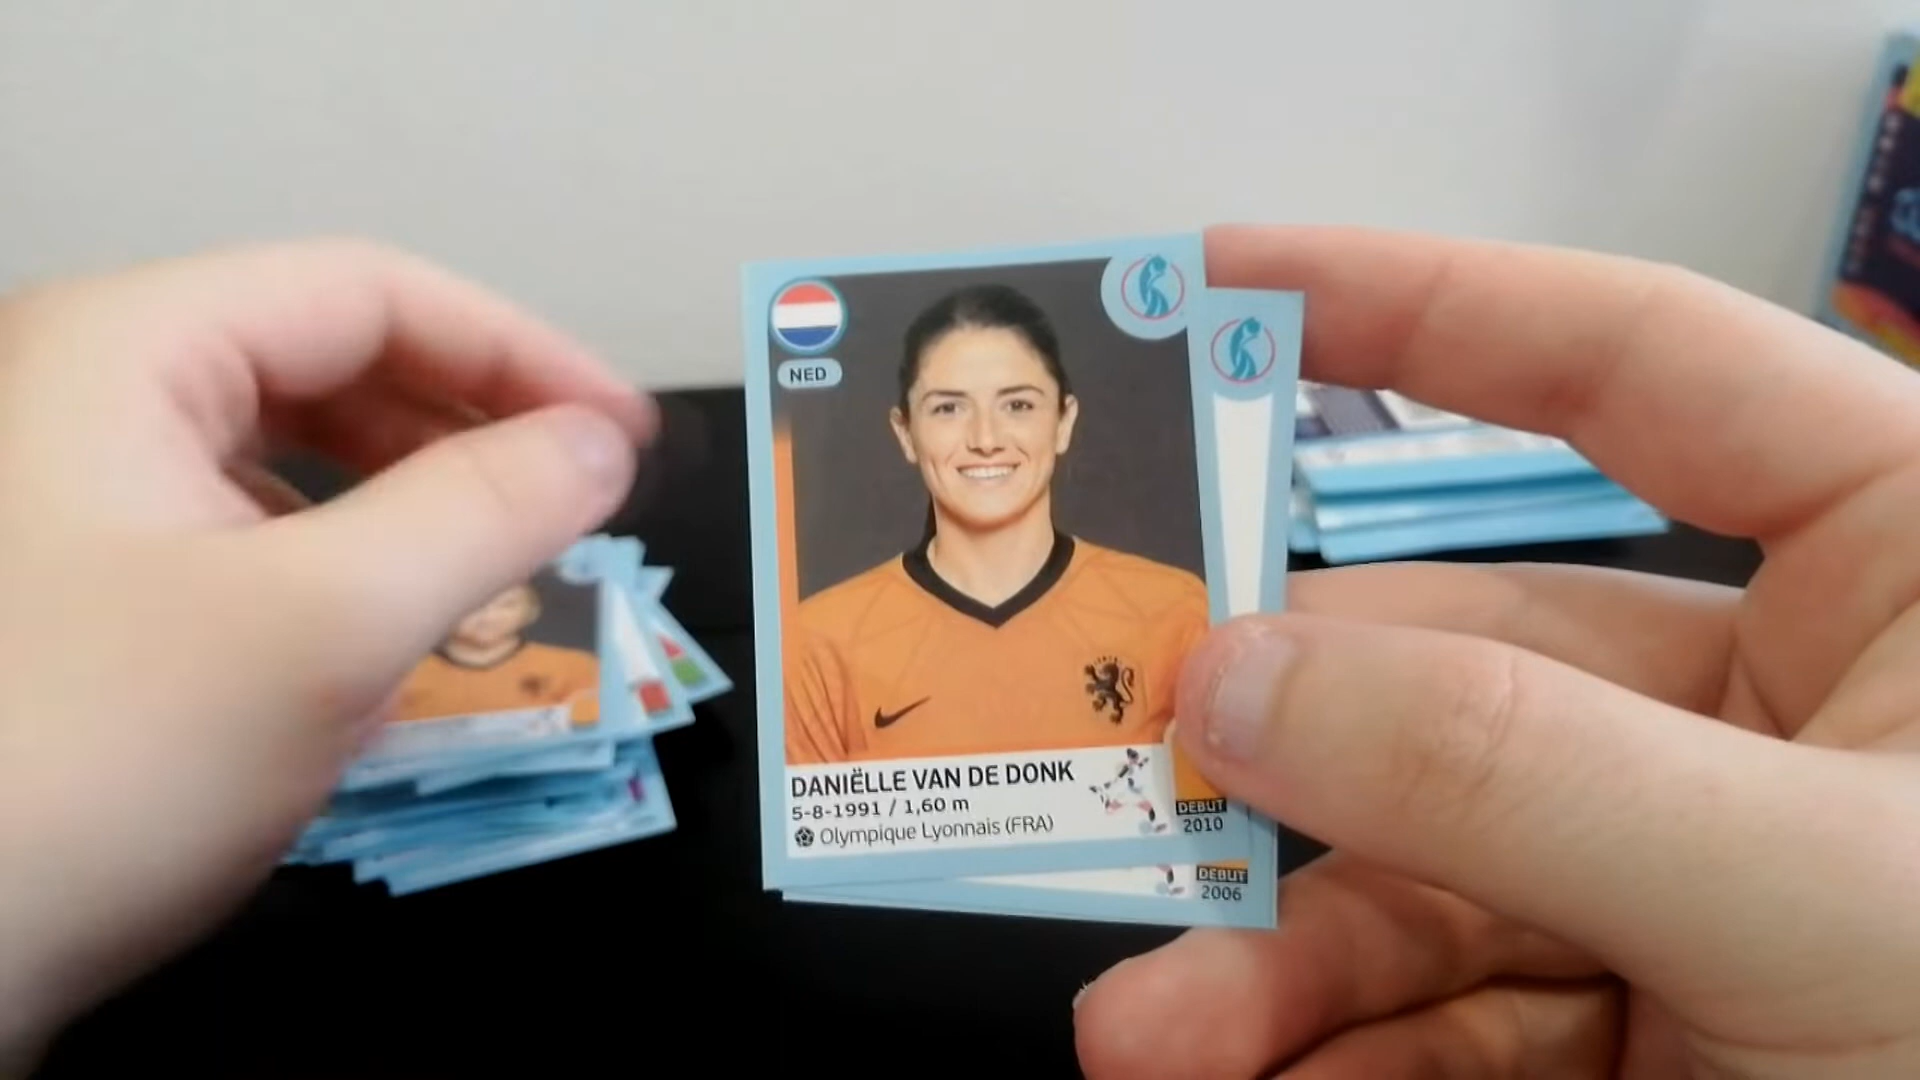 NED
DANIËLLE VAN DE DONK
5-8-1991 / 1,60 m
Olympique Lyonnais (FRA)
DEBUT
2010
DEBUT
2006